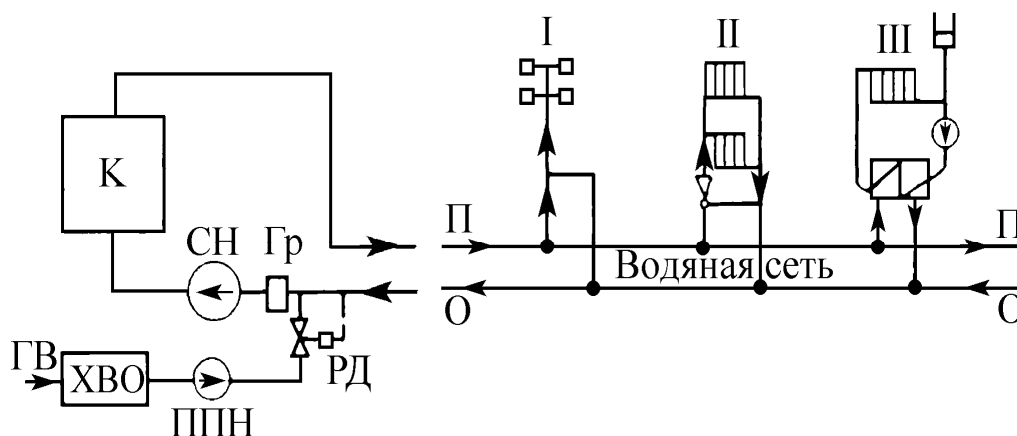 I II III
К
СН Гр
П П
Водяная сеть
О О
ГВ ХВО РД
ППН